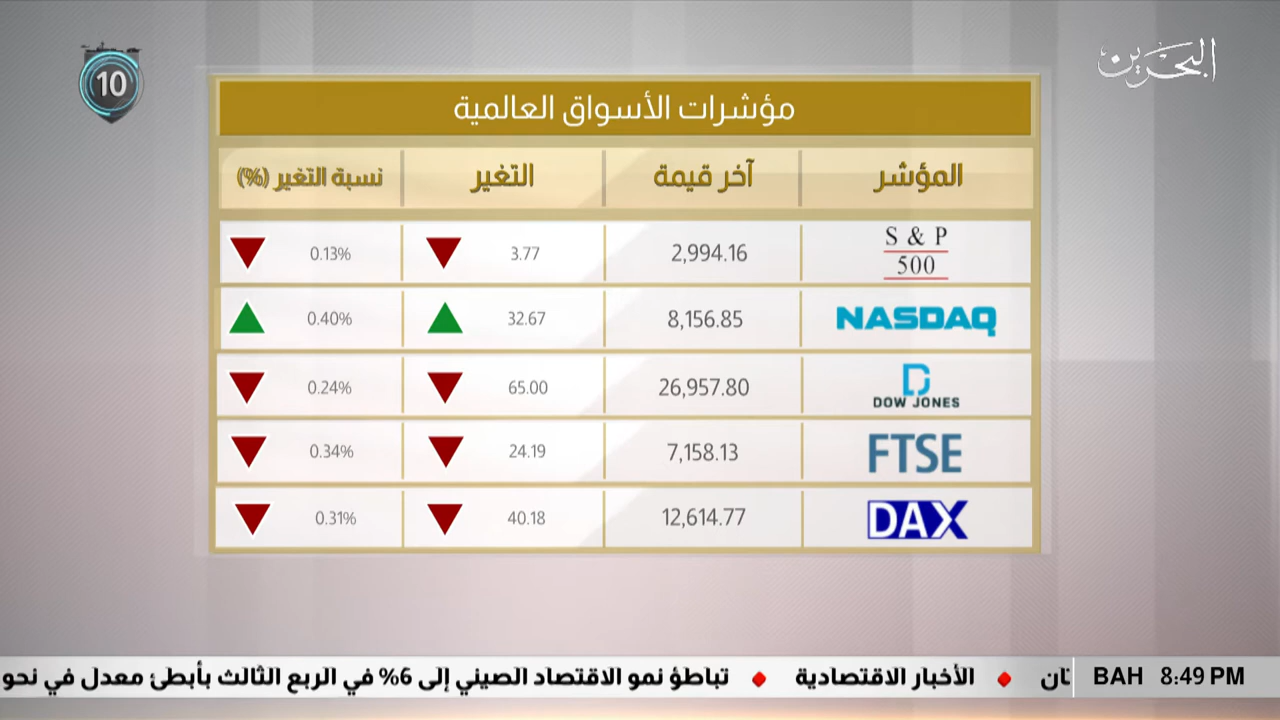 10
البحرين
مؤشرات الأسواق العالمية
المؤشر آخر قيمة التغير نسبة التغير (%)
S & P
500
2,994.16 3.77 0.13%
NASDAQ 8,156.85 32.67 0.40%
DOW JONES 26,957.80 65.00 0.24%
FTSE 7,158.13 24.19 0.34%
DAX 12,614.77 40.18 0.31%
الأخبار الاقتصادية تباطؤ نمو الاقتصاد الصيني إلى 6% في الربع الثالث بأبطئ معدل في نحو
BAH 8:49 PM